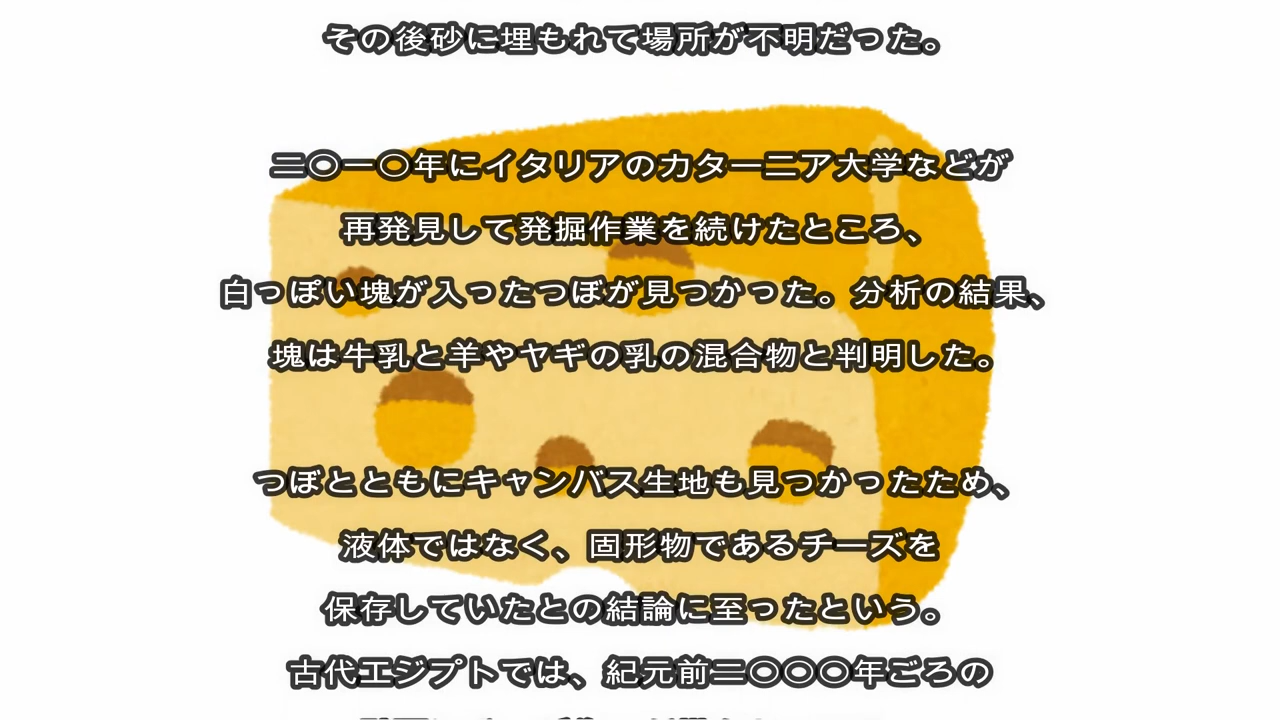 その後砂に埋もれて場所が不明だった。
二〇一〇年にイタリアのカターニア大学などが
再発見して発掘作業を続けたところ、
白っぽい塊が入ったつぼが見つかった。分析の結果、
塊は牛乳と羊やヤギの乳の混合物と判明した。
つぼとともにキャンバス生地も見つかったため、
液体ではなく、固形物であるチーズを
保存していたとの結論に至ったという。
古代エジプトでは、紀元前二〇〇〇年ごろの